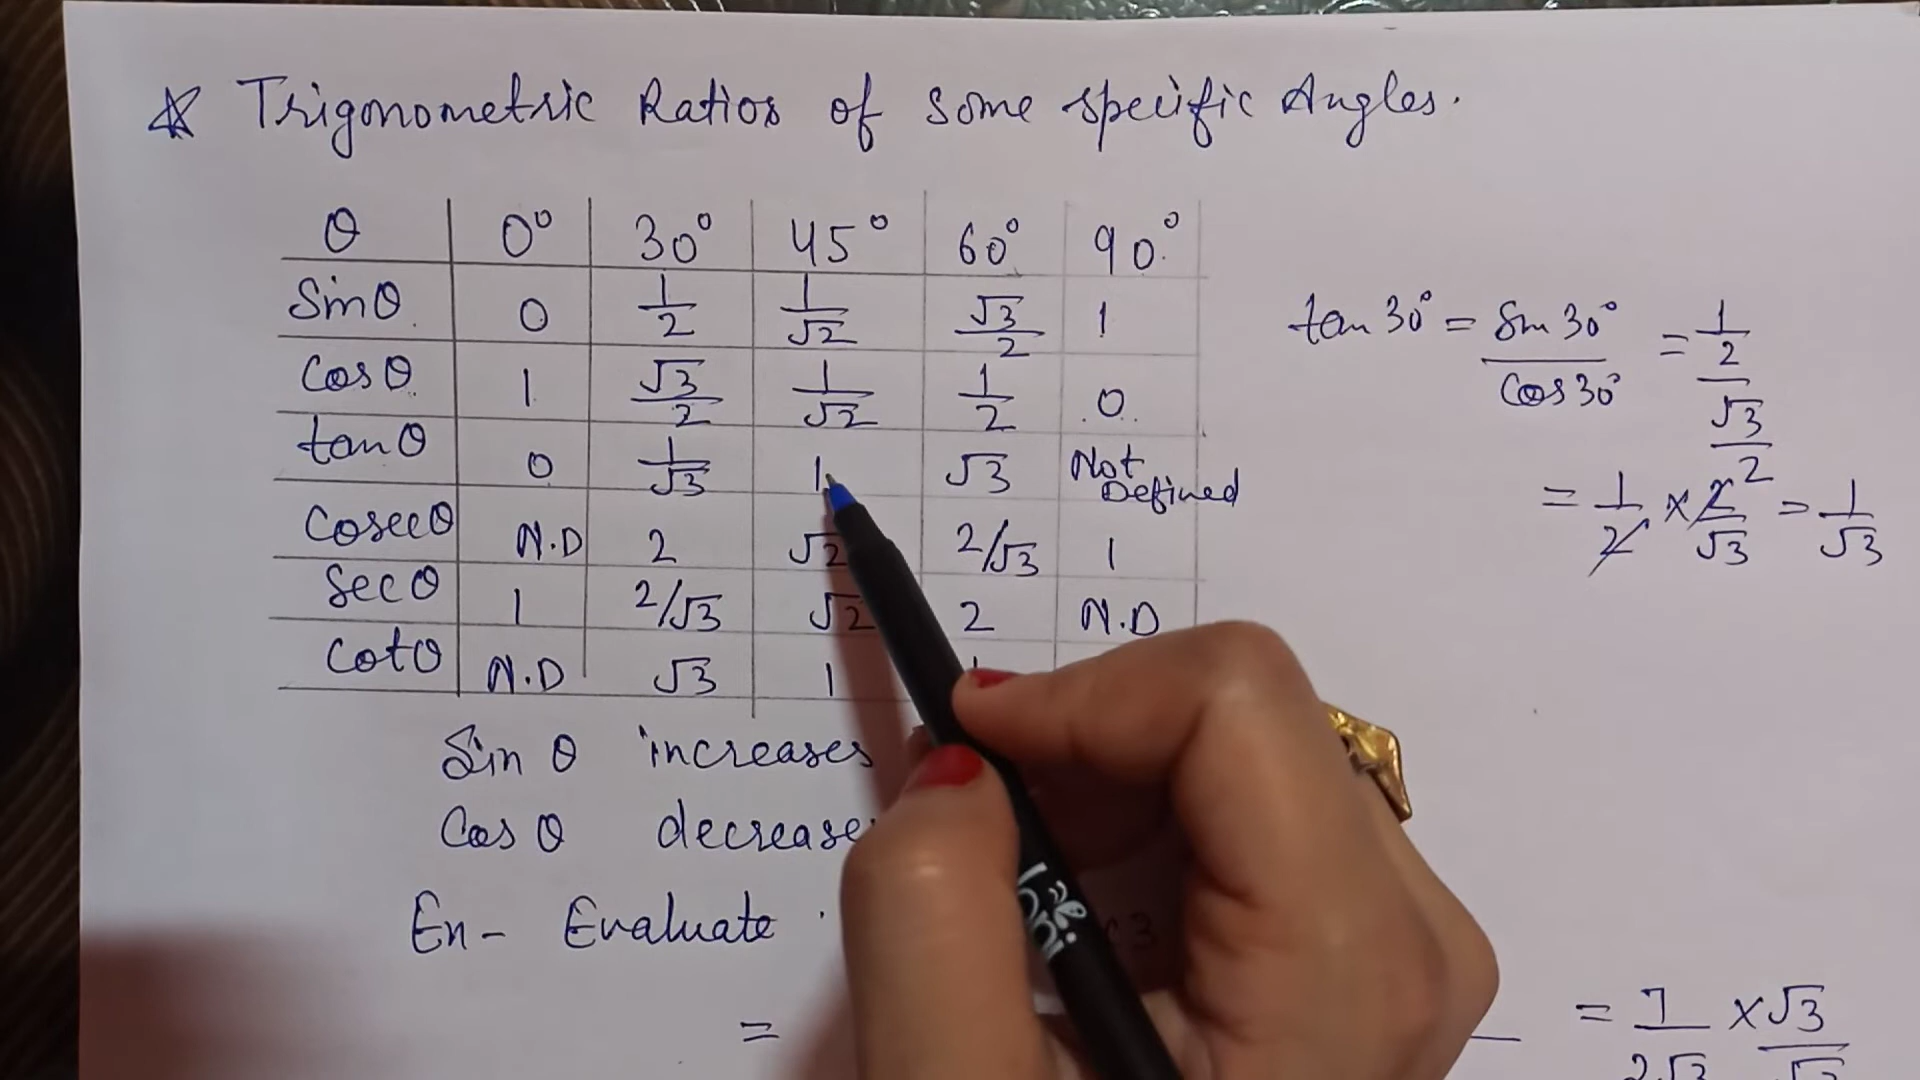 ☆ Trigonometric Ratios of Some specific Angles.
θ 0° 30° 45° 60° 90°
Sinθ 0 1/2 1/√2 √3/2 1
Cosθ 1 √3/2 1/√2 1/2 0
tanθ 0 1/√3 1 √3 Not Defined
Cosecθ N.D 2 √2 2/√3 1
Secθ 1 2/√3 √2 2 N.D
Cotθ N.D √3 1
tan 30° = Sin 30° / Cos 30° = 1/2 / √3/2
= 1/2 × 2/√3 = 1/√3
Sin θ increases
Cos θ decreases
Ex- Evaluate
=
= 7/2√3 × √3/√3